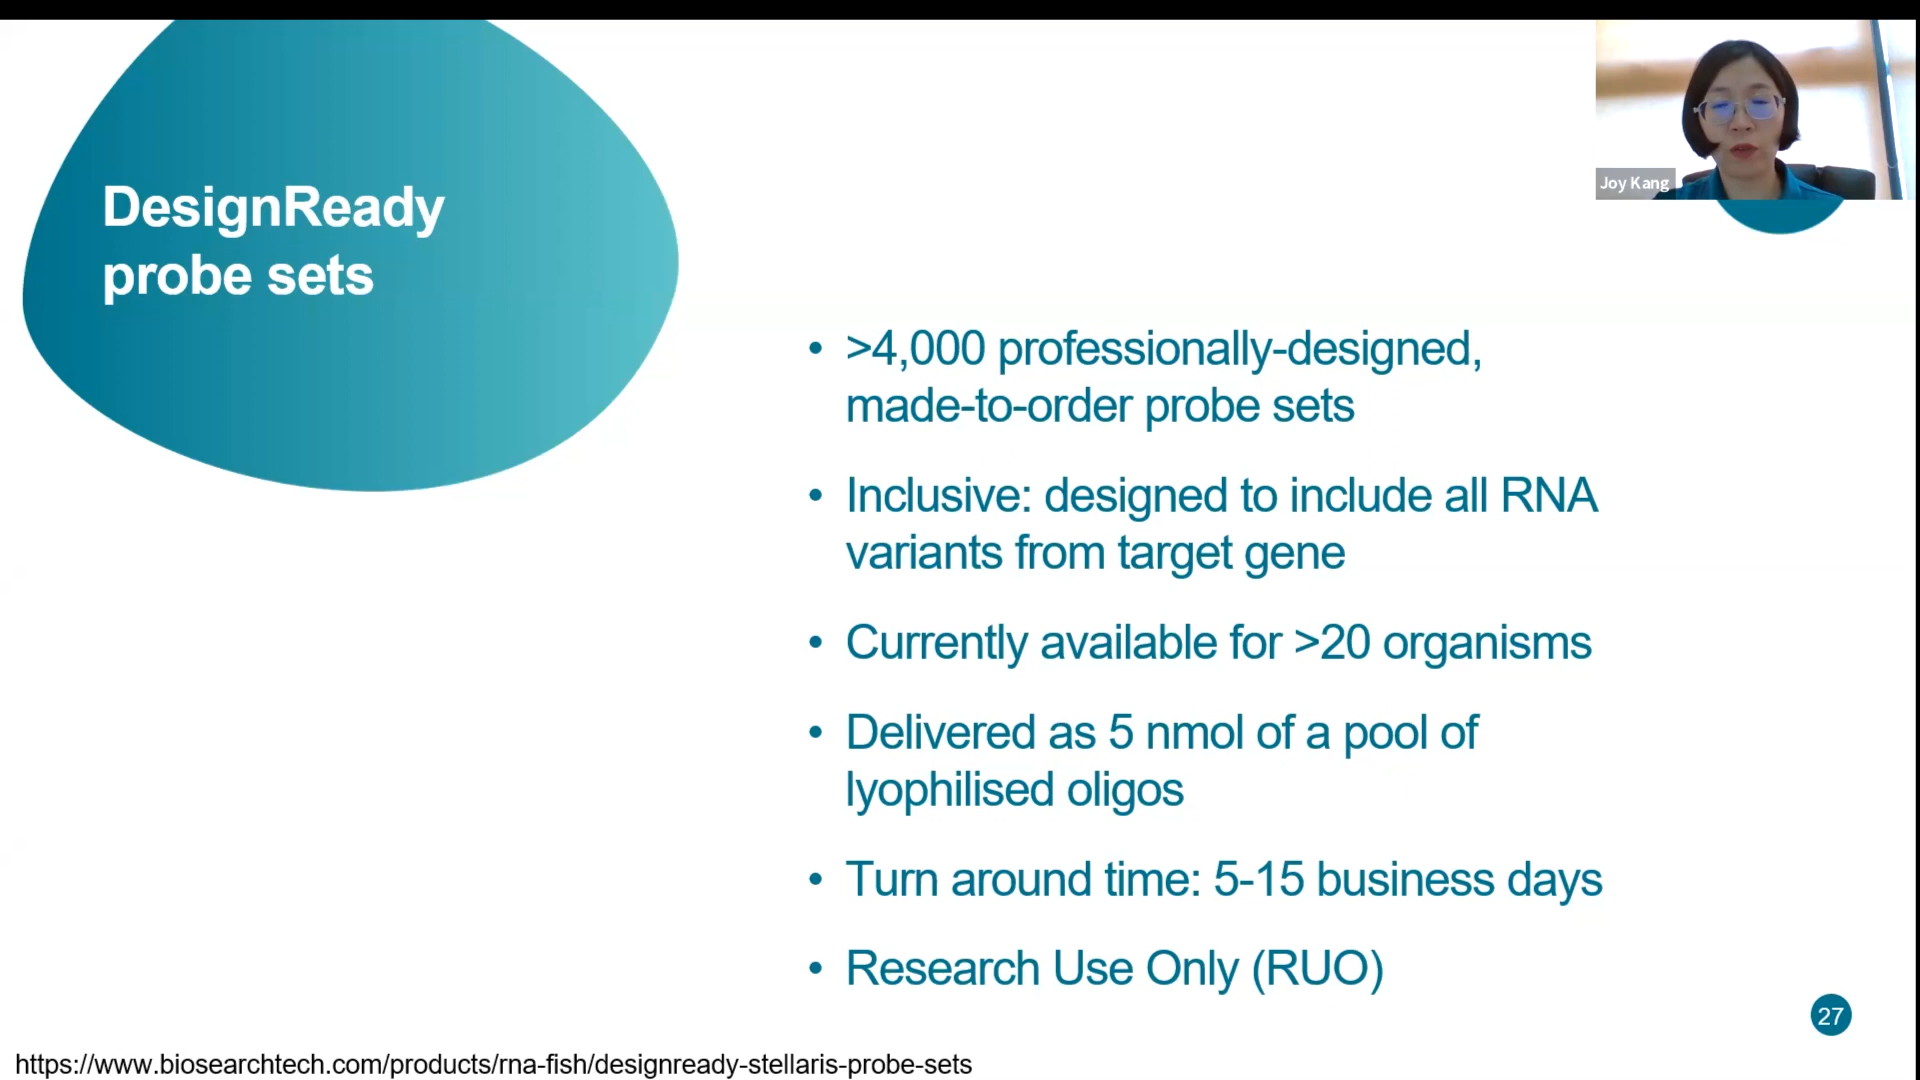 DesignReady
probe sets
Joy Kang
• >4,000 professionally-designed,
made-to-order probe sets
• Inclusive: designed to include all RNA
variants from target gene
• Currently available for >20 organisms
• Delivered as 5 nmol of a pool of
lyophilised oligos
• Turn around time: 5-15 business days
• Research Use Only (RUO)
27
https://www.biosearchtech.com/products/rna-fish/designready-stellaris-probe-sets